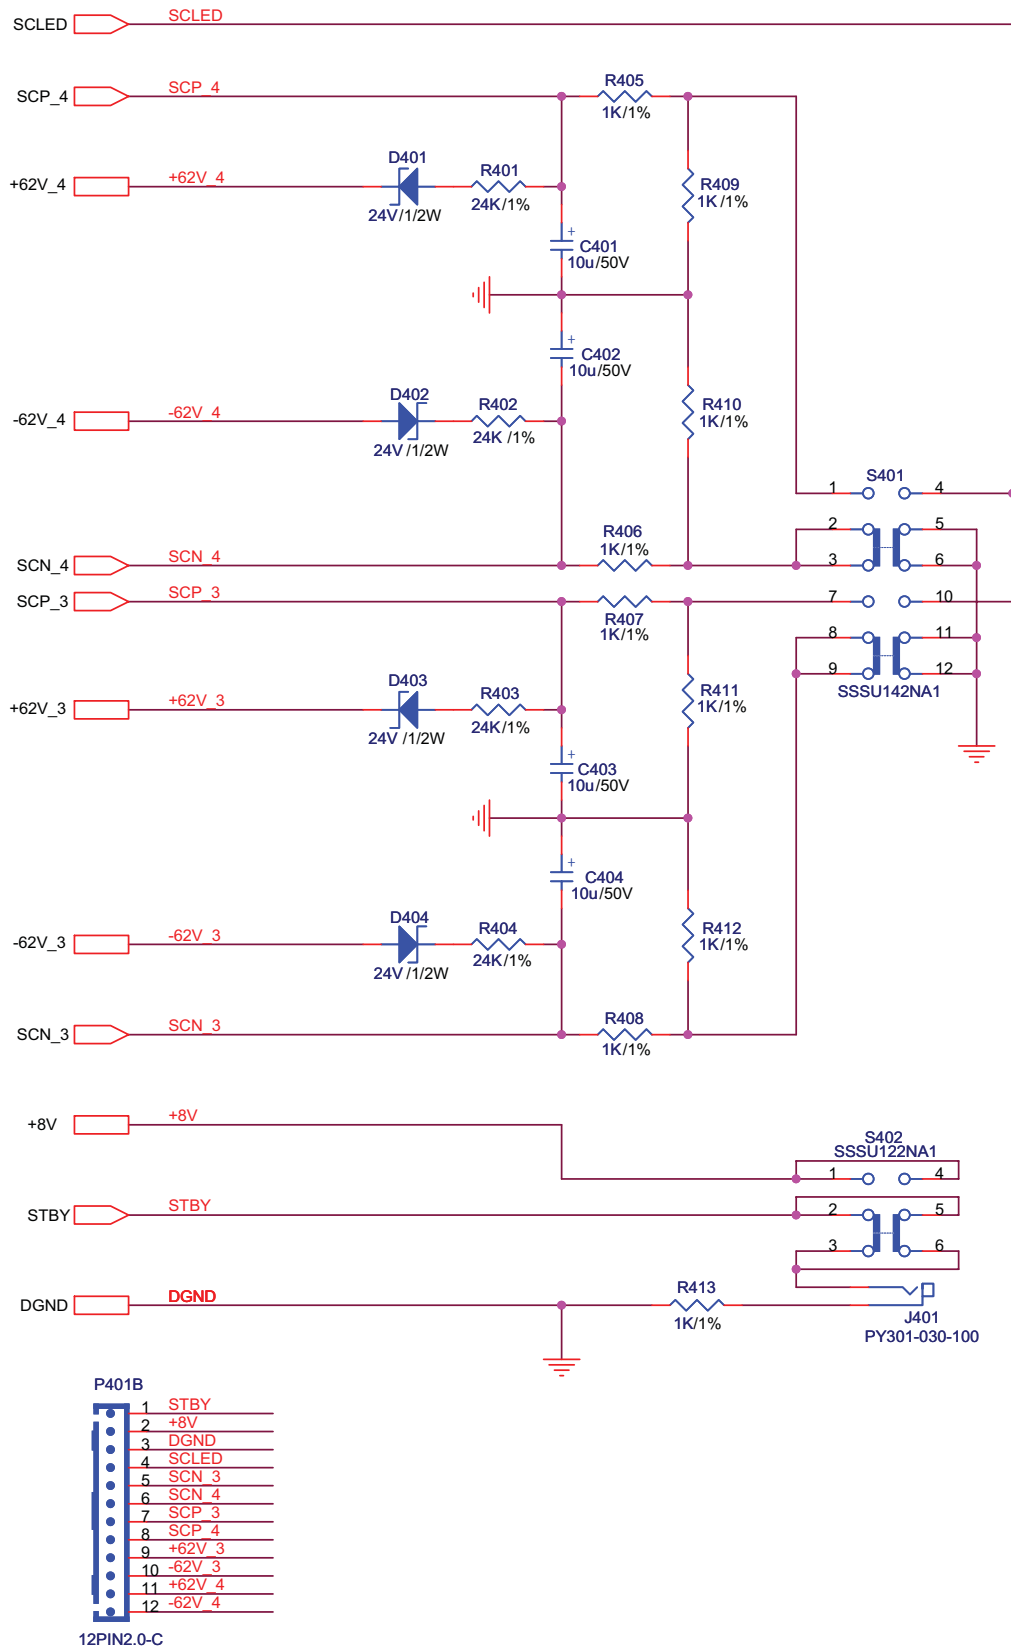 SCLED SCLED
SCP_4 SCP_4
R405
1K/1%
+62V_4 +62V_4
D401
24V/1/2W
R401
24K/1%
R409
1K/1%
+
C401
10u/50V
+
C402
10u/50V
-62V_4 -62V_4
D402
24V/1/2W
R402
24K /1%
R410
1K/1%
S401
1 4
2 5
3 6
7 10
8 11
9 12
SSSU142NA1
SCN_4 SCN_4
R406
1K/1%
SCP_3 SCP_3
R407
1K/1%
+62V_3 +62V_3
D403
24V /1/2W
R403
24K/1%
R411
1K/1%
+
C403
10u/50V
+
C404
10u/50V
-62V_3 -62V_3
D404
24V /1/2W
R404
24K/1%
R412
1K/1%
SCN_3 SCN_3
R408
1K/1%
+8V +8V
S402
SSSU122NA1
1 4
2 5
3 6
STBY STBY
DGND DGND
R413
1K/1%
J401
PY301-030-100
P401B
1 STBY
2 +8V
3 DGND
4 SCLED
5 SCN_3
6 SCN_4
7 SCP_3
8 SCP_4
9 +62V_3
10 -62V_3
11 +62V_4
12 -62V_4
12PIN2.0-C